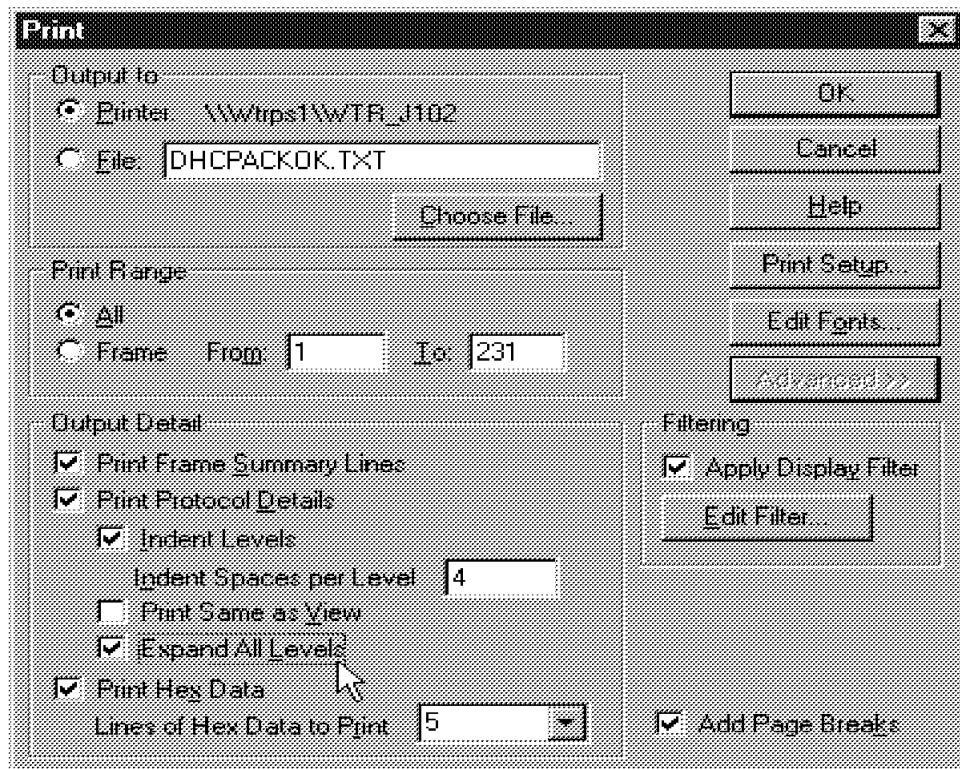 Print
Output to
Printer: \\Wtrps1\WTR_J102
File: DHCPACKOK.TXT
Choose File...
OK
Cancel
Help
Print Setup...
Edit Fonts...
Advanced >>
Print Range
All
Frame From: 1 To: 231
Output Detail
Print Frame Summary Lines
Print Protocol Details
Indent Levels
Indent Spaces per Level 4
Print Same as View
Expand All Levels
Print Hex Data
Lines of Hex Data to Print 5
Filtering
Apply Display Filter
Edit Filter...
Add Page Breaks